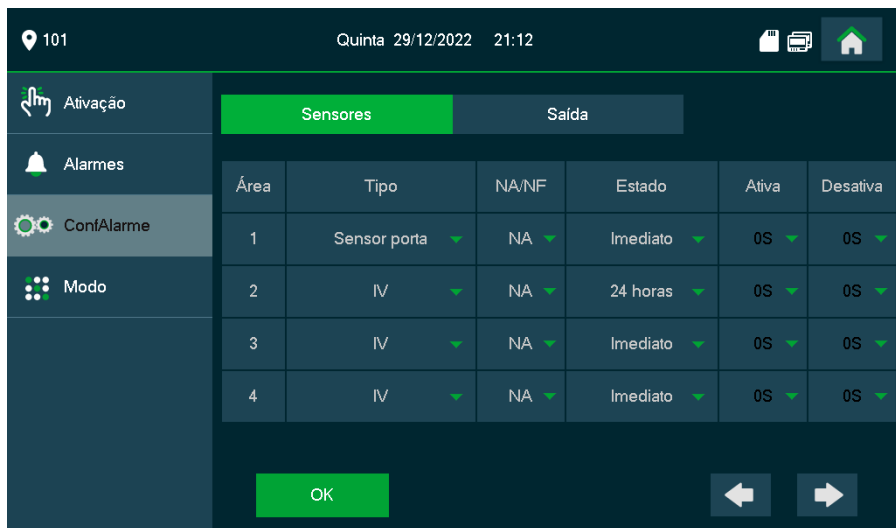 101 Quinta 29/12/2022 21:12
Ativação
Alarmes
ConfAlarme
Modo
Sensores Saída
Área Tipo NA/NF Estado Ativa Desativa
1 Sensor porta NA Imediato 0S 0S
2 IV NA 24 horas 0S 0S
3 IV NA Imediato 0S 0S
4 IV NA Imediato 0S 0S
OK